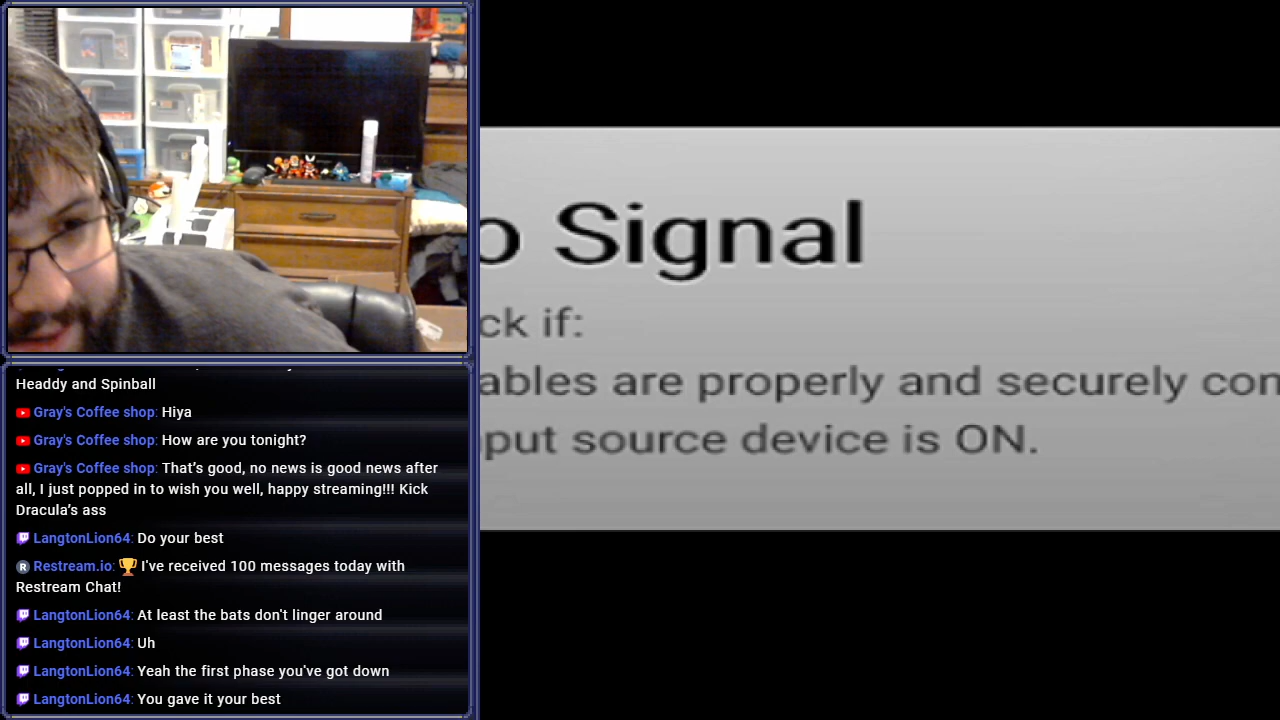 Headdy and Spinball
Gray's Coffee shop: Hiya
Gray's Coffee shop: How are you tonight?
Gray's Coffee shop: That's good, no news is good news after
all, I just popped in to wish you well, happy streaming!!! Kick
Dracula's ass
LangtonLion64: Do your best
Restream.io: 🏆 I've received 100 messages today with
Restream Chat!
LangtonLion64: At least the bats don't linger around
LangtonLion64: Uh
LangtonLion64: Yeah the first phase you've got down
LangtonLion64: You gave it your best
o Signal
ck if:
ables are properly and securely con
put source device is ON.